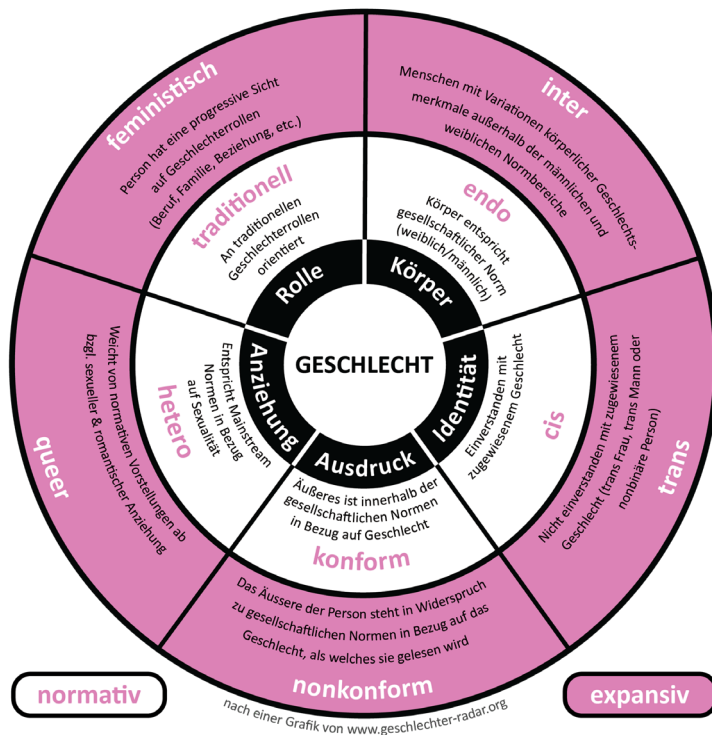 GESCHLECHT
Rolle
traditionell
An traditionellen
Geschlechterrollen
orientiert
feministisch
Person hat eine progressive Sicht
auf Geschlechterrollen
(Beruf, Familie, Beziehung, etc.)
Körper
endo
Körper entspricht
gesellschaftlicher Norm
(weiblich/männlich)
inter
Menschen mit Variationen körperlicher Geschlechts-
merkmale außerhalb der männlichen und
weiblichen Normbereiche
Identität
cis
Einverstanden mit
zugewiesenem Geschlecht
trans
Nicht einverstanden mit zugewiesenem
Geschlecht (trans Frau, trans Mann oder
nonbinäre Person)
Ausdruck
Äußeres ist innerhalb der
gesellschaftlichen Normen
in Bezug auf Geschlecht
konform
Das Äussere der Person steht in Widerspruch
zu gesellschaftlichen Normen in Bezug auf das
Geschlecht, als welches sie gelesen wird
nonkonform
Anziehung
Entspricht Mainstream
Normen in Bezug
auf Sexualität
hetero
Weicht von normativen Vorstellungen ab
bzgl. sexueller & romantischer Anziehung
queer
normativ
expansiv
nach einer Grafik von www.geschlechter-radar.org